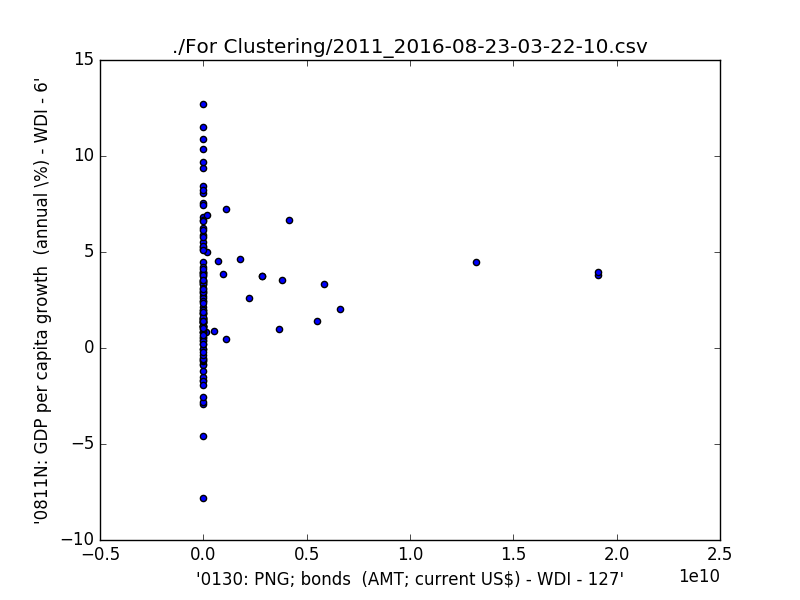 ./For Clustering/2011_2016-08-23-03-22-10.csv
15
10
5
0
−5
−10
'0811N: GDP per capita growth  (annual \%) - WDI - 6'
−0.5 0.0 0.5 1.0 1.5 2.0 2.5
1e10
'0130: PNG; bonds  (AMT; current US$) - WDI - 127'